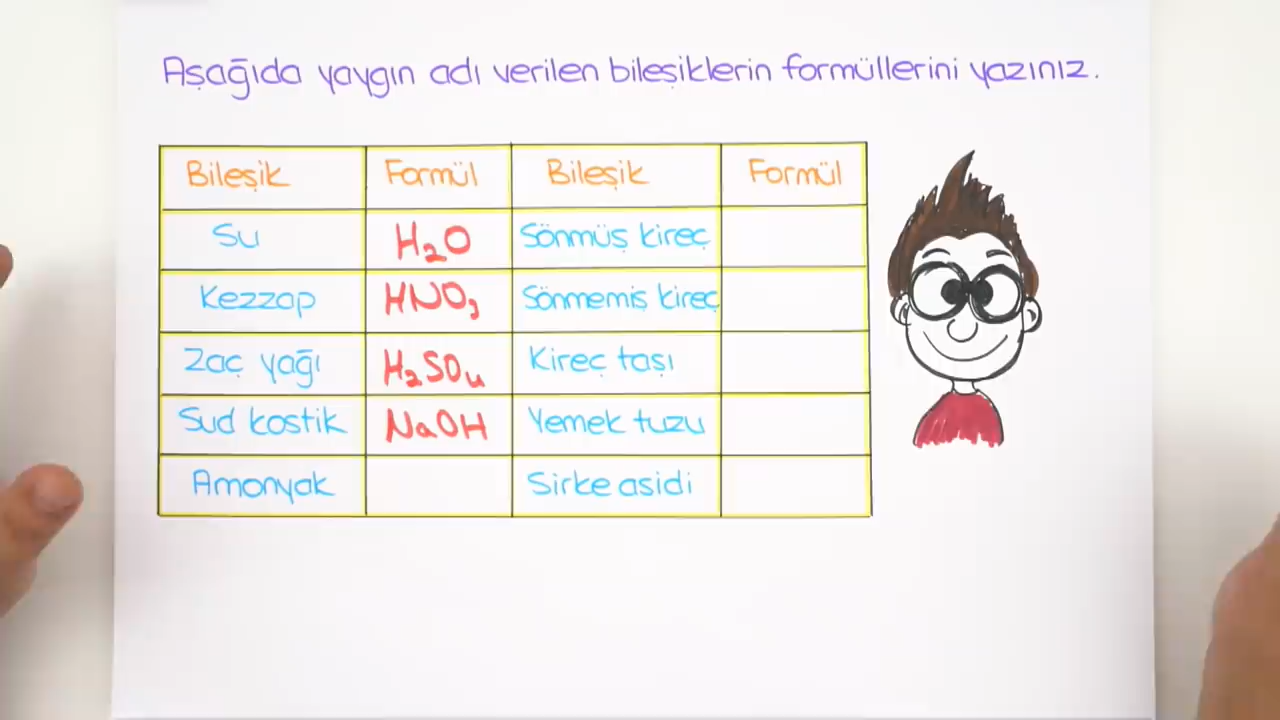 Aşağıda yaygın adı verilen bileşiklerin formüllerini yazınız.
Bileşik Formül Bileşik Formül
Su H₂O Sönmüş kireç
Kezzap HNO₃ Sönmemiş kireç
Zaç yağı H₂SO₄ Kireç taşı
Sud kostik NaOH Yemek tuzu
Amonyak Sirke asidi